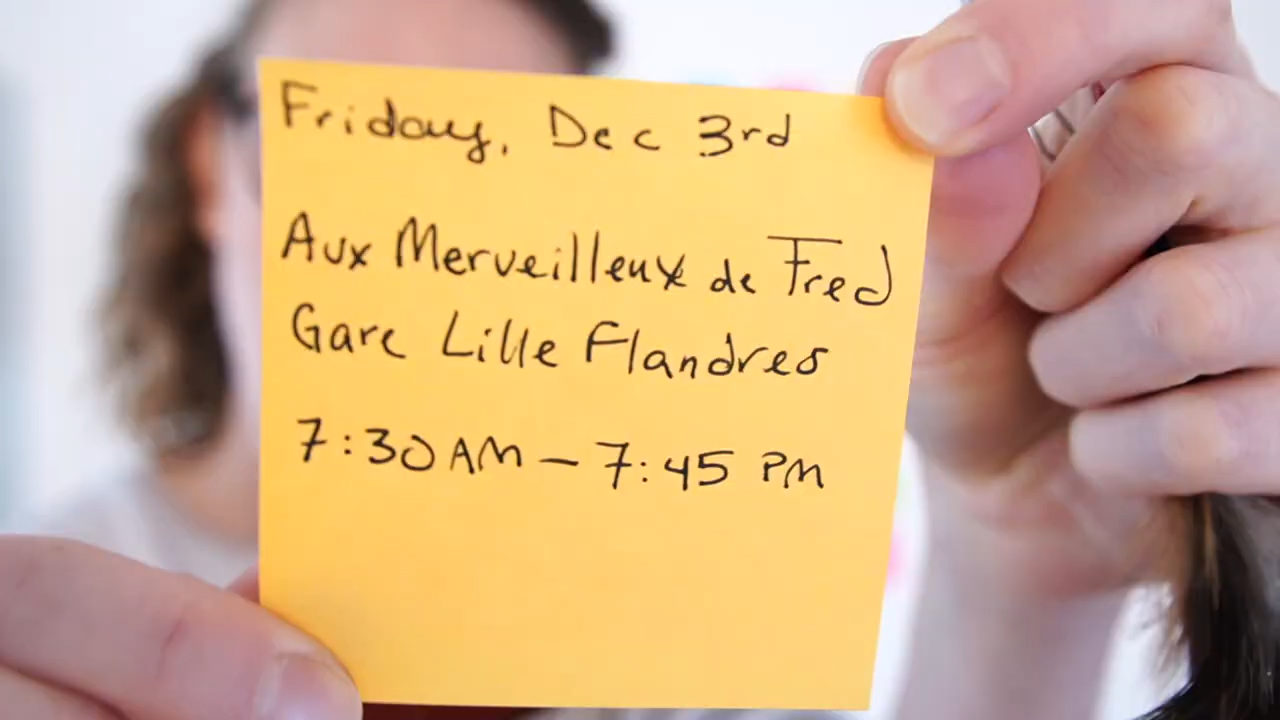 Friday, Dec 3rd
Aux Merveilleux de Fred
Gare Lille Flandres
7:30 AM – 7:45 PM